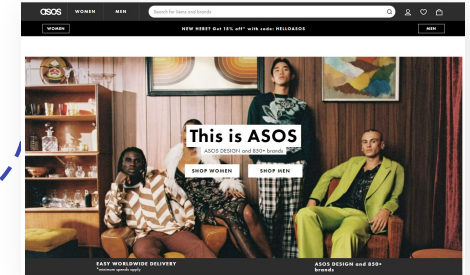 asos
WOMEN
MEN
Search for items and brands
WOMEN
NEW HERE? Get 15% off* with code: HELLOASOS
MEN
This is ASOS
ASOS DESIGN and 850+ brands
SHOP WOMEN
SHOP MEN
EASY WORLDWIDE DELIVERY
*minimum spends apply
ASOS DESIGN and 850+
brands